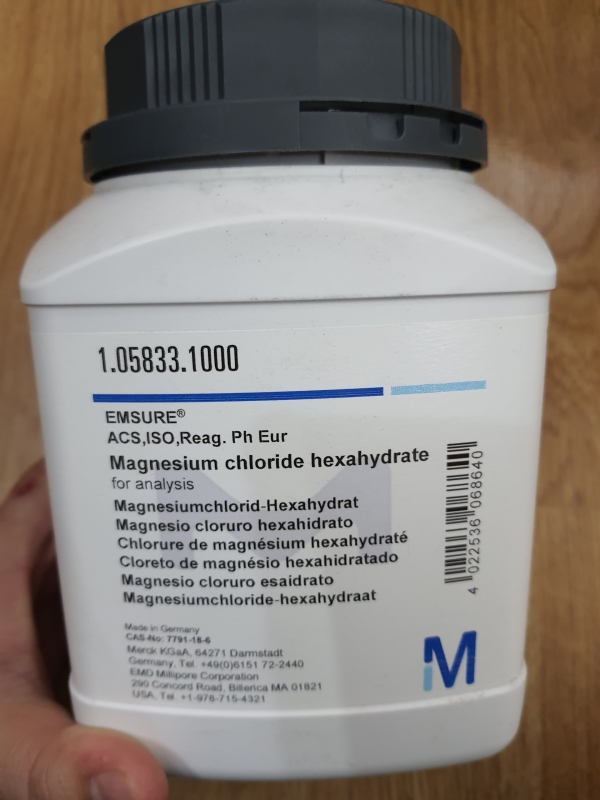 1.05833.1000
EMSURE®
ACS,ISO,Reag. Ph Eur
Magnesium chloride hexahydrate
for analysis
Magnesiumchlorid-Hexahydrat
Magnesio cloruro hexahidrato
Chlorure de magnésium hexahydraté
Cloreto de magnésio hexahidratado
Magnesio cloruro esaidrato
Magnesiumchloride-hexahydraat
Made in Germany
CAS-No: 7791-18-6
Merck KGaA, 64271 Darmstadt
Germany, Tel. +49(0)6151 72-2440
EMD Millipore Corporation
290 Concord Road, Billerica MA 01821
USA, Tel. +1-978-715-4321
4 022536 068640
M